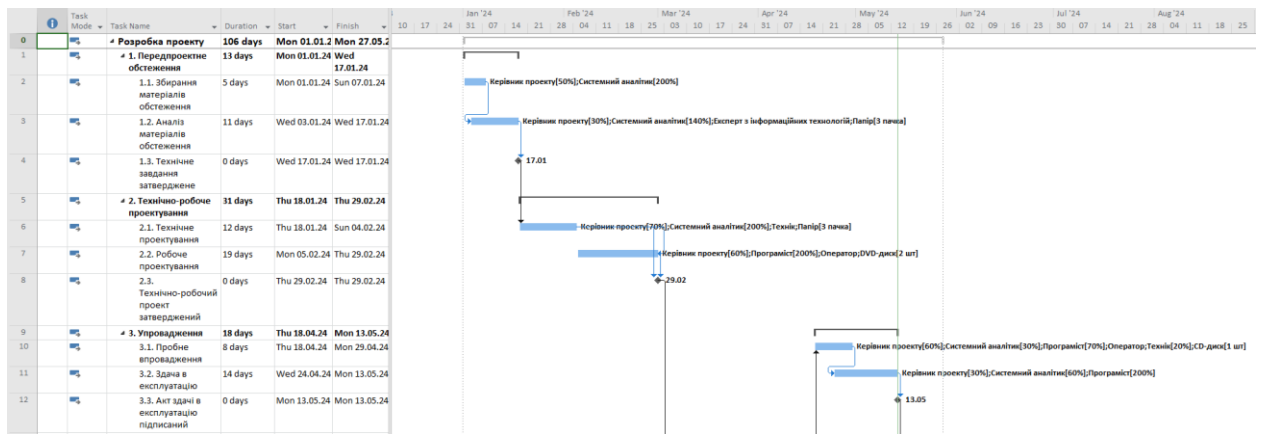 Jan '24 Feb '24 Mar '24 Apr '24 May '24 Jun '24 Jul '24 Aug '24
Task
Mode Task Name Duration Start Finish 10 17 24 31 07 14 21 28 04 11 18 25 03 10 17 24 31 07 14 21 28 05 12 19 26 02 09 16 23 30 07 14 21 28 04 11 18 25
0 Розробка проекту 106 days Mon 01.01.2 Mon 27.05.2
1 1. Передпроектне 13 days Mon 01.01.24 Wed
обстеження 17.01.24
2 1.1. Збирання 5 days Mon 01.01.24 Sun 07.01.24 Керівник проекту[50%];Системний аналітик[200%]
матеріалів
обстеження
3 1.2. Аналіз 11 days Wed 03.01.24 Wed 17.01.24 Керівник проекту[30%];Системний аналітик[140%];Експерт з інформаційних технологій;Папір[3 пачка]
матеріалів
обстеження
4 1.3. Технічне 0 days Wed 17.01.24 Wed 17.01.24 17.01
завдання
затверджене
5 2. Технічно-робоче 31 days Thu 18.01.24 Thu 29.02.24
проектування
6 2.1. Технічне 12 days Thu 18.01.24 Sun 04.02.24 Керівник проекту[70%];Системний аналітик[200%];Технік;Папір[3 пачка]
проектування
7 2.2. Робоче 19 days Mon 05.02.24 Thu 29.02.24 Керівник проекту[60%];Програміст[200%];Оператор;DVD-диск[2 шт]
проектування
8 2.3. 0 days Thu 29.02.24 Thu 29.02.24 29.02
Технічно-робочий
проект
затверджений
9 3. Упровадження 18 days Thu 18.04.24 Mon 13.05.24
10 3.1. Пробне 8 days Thu 18.04.24 Mon 29.04.24 Керівник проекту[60%];Системний аналітик[30%];Програміст[70%];Оператор;Технік[20%];CD-диск[1 шт]
впровадження
11 3.2. Здача в 14 days Wed 24.04.24 Mon 13.05.24 Керівник проекту[30%];Системний аналітик[60%];Програміст[200%]
експлуатацію
12 3.3. Акт здачі в 0 days Mon 13.05.24 Mon 13.05.24 13.05
експлуатацію
підписаний